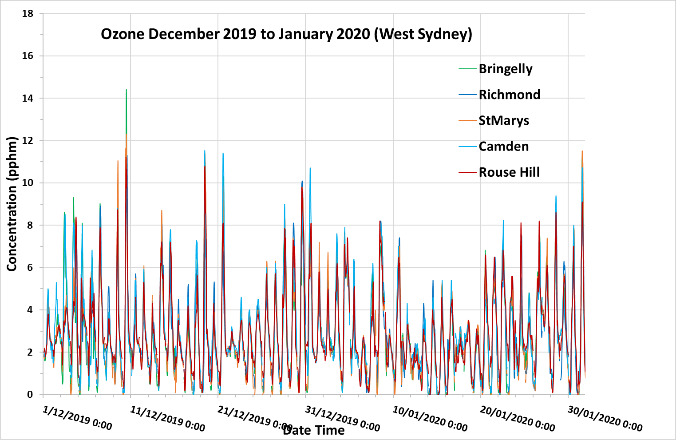 Ozone December 2019 to January 2020 (West Sydney)
18
16
14
12
10
8
6
4
2
0
Concentration (pphm)
Bringelly
Richmond
StMarys
Camden
Rouse Hill
1/12/2019 0:00
11/12/2019 0:00
21/12/2019 0:00
31/12/2019 0:00
10/01/2020 0:00
20/01/2020 0:00
30/01/2020 0:00
Date Time